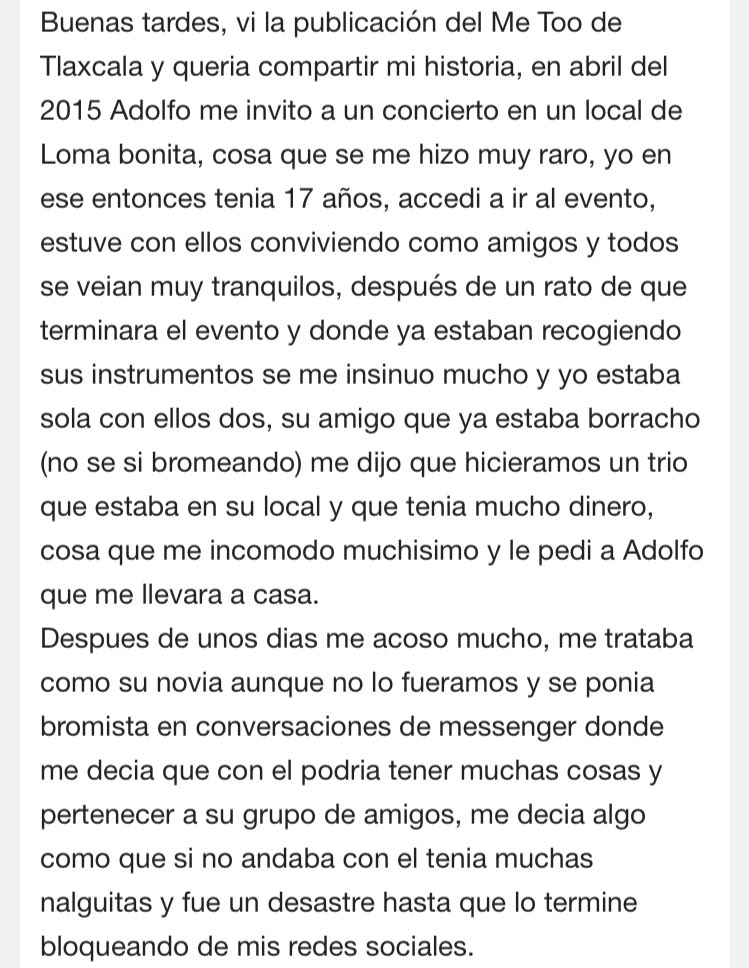 Buenas tardes, vi la publicación del Me Too de
Tlaxcala y queria compartir mi historia, en abril del
2015 Adolfo me invito a un concierto en un local de
Loma bonita, cosa que se me hizo muy raro, yo en
ese entonces tenia 17 años, accedi a ir al evento,
estuve con ellos conviviendo como amigos y todos
se veian muy tranquilos, después de un rato de que
terminara el evento y donde ya estaban recogiendo
sus instrumentos se me insinuo mucho y yo estaba
sola con ellos dos, su amigo que ya estaba borracho
(no se si bromeando) me dijo que hicieramos un trio
que estaba en su local y que tenia mucho dinero,
cosa que me incomodo muchisimo y le pedi a Adolfo
que me llevara a casa.
Despues de unos dias me acoso mucho, me trataba
como su novia aunque no lo fueramos y se ponia
bromista en conversaciones de messenger donde
me decia que con el podria tener muchas cosas y
pertenecer a su grupo de amigos, me decia algo
como que si no andaba con el tenia muchas
nalguitas y fue un desastre hasta que lo termine
bloqueando de mis redes sociales.